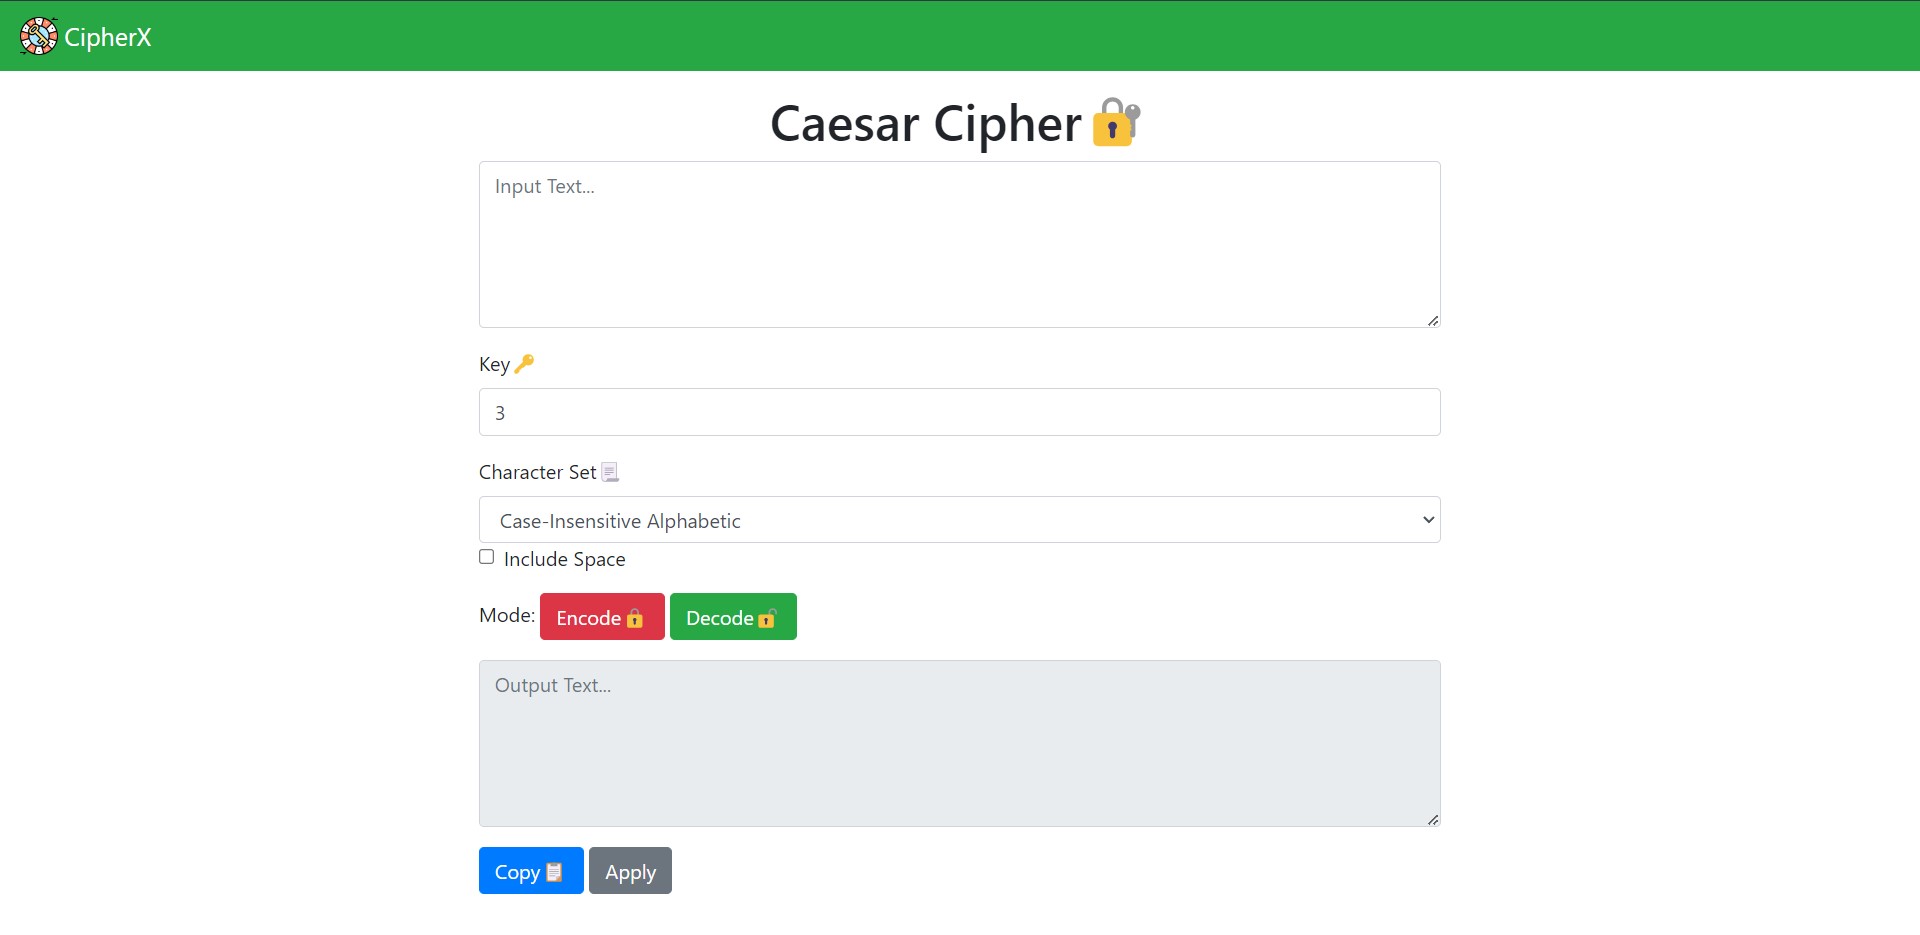 CipherX
Caesar Cipher
Input Text...
Key
3
Character Set
Case-Insensitive Alphabetic
Include Space
Mode: Encode Decode
Output Text...
Copy Apply